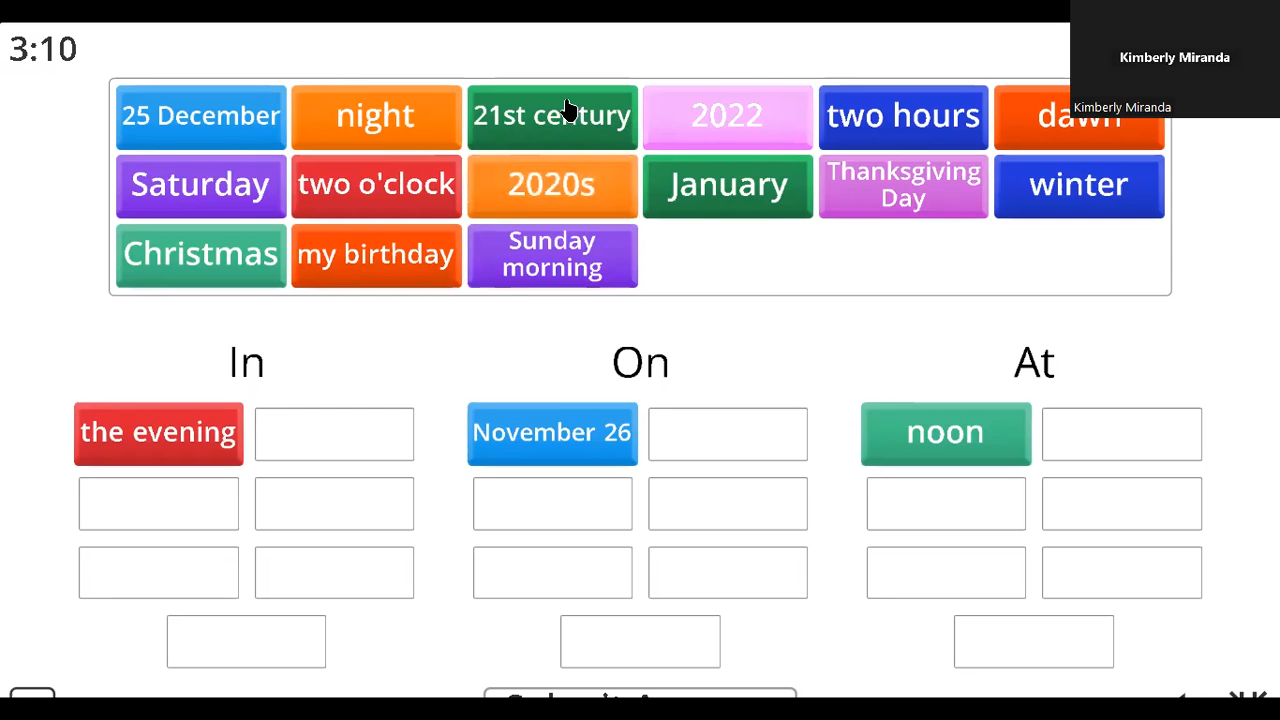 3:10
Kimberly Miranda
Kimberly Miranda
25 December
night
21st century
2022
two hours
dawn
Saturday
two o'clock
2020s
January
Thanksgiving
Day
winter
Christmas
my birthday
Sunday
morning
In
On
At
the evening
November 26
noon